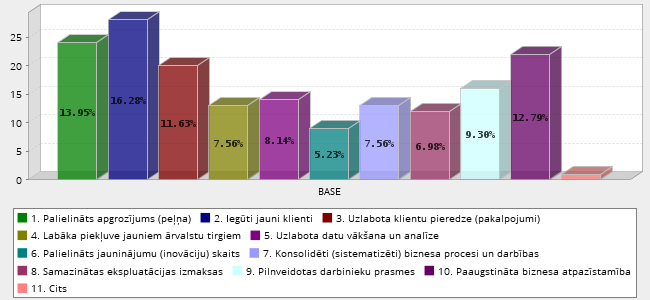 25
20
15
10
5
0
13.95%
16.28%
11.63%
7.56%
8.14%
5.23%
7.56%
6.98%
9.30%
12.79%
BASE
1. Palielināts apgrozījums (peļņa) 2. Iegūti jauni klienti 3. Uzlabota klientu pieredze (pakalpojumi)
4. Labāka piekļuve jauniem ārvalstu tirgiem 5. Uzlabota datu vākšana un analīze
6. Palielināts jauninājumu (inovāciju) skaits 7. Konsolidēti (sistematizēti) biznesa procesi un darbības
8. Samazinātas ekspluatācijas izmaksas 9. Pilnveidotas darbinieku prasmes 10. Paaugstināta biznesa atpazīstamība
11. Cits